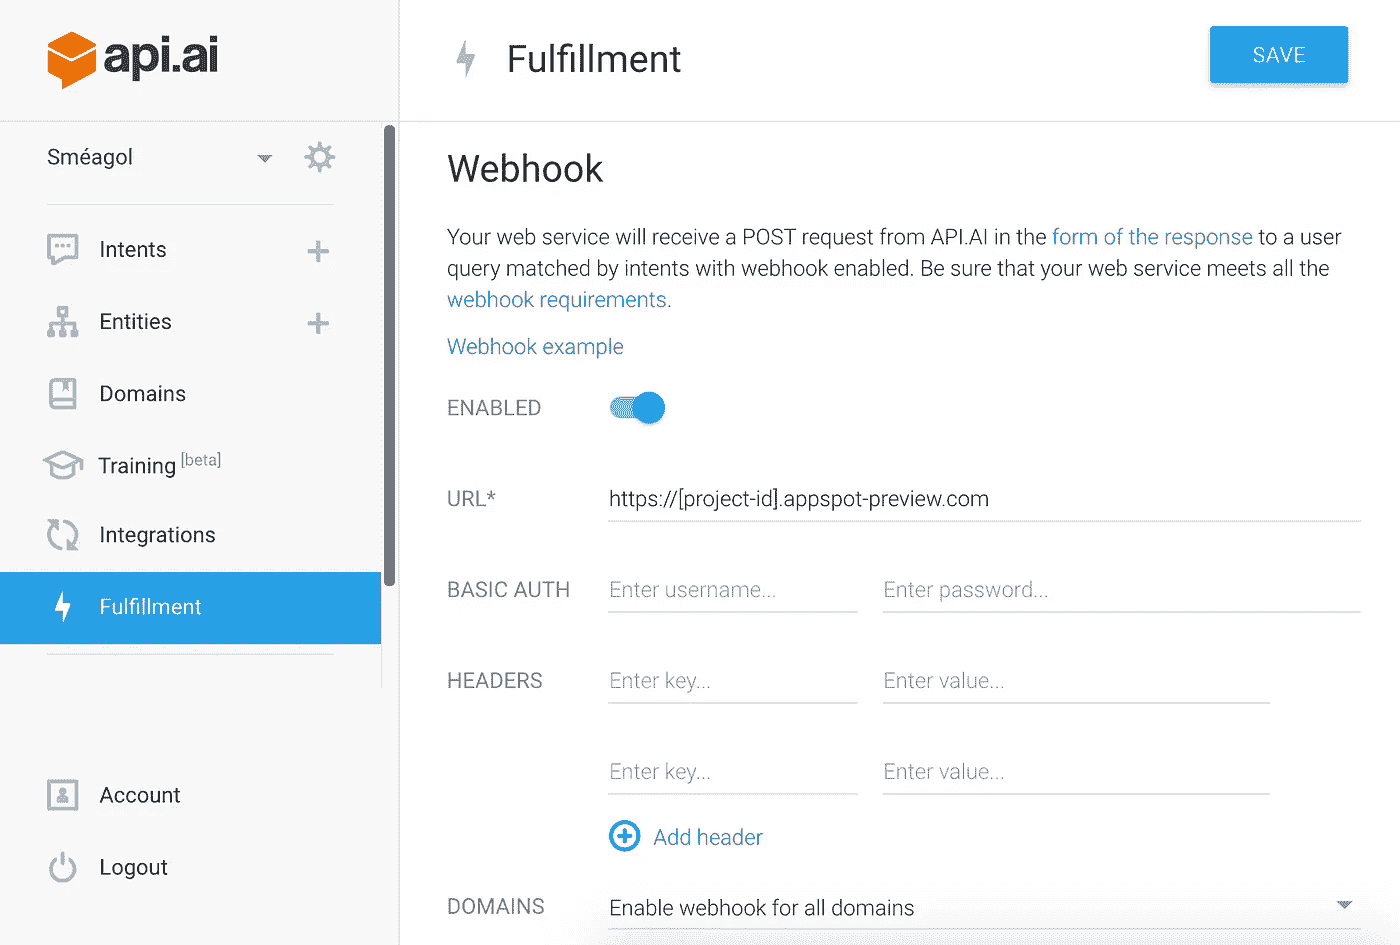 api.ai
Fulfillment
SAVE
Sméagol
Intents
Entities
Domains
Training [beta]
Integrations
Fulfillment
Account
Logout
Webhook
Your web service will receive a POST request from API.AI in the form of the response to a user
query matched by intents with webhook enabled. Be sure that your web service meets all the
webhook requirements.
Webhook example
ENABLED
URL* https://[project-id].appspot-preview.com
BASIC AUTH Enter username... Enter password...
HEADERS Enter key... Enter value...
Enter key... Enter value...
Add header
DOMAINS Enable webhook for all domains